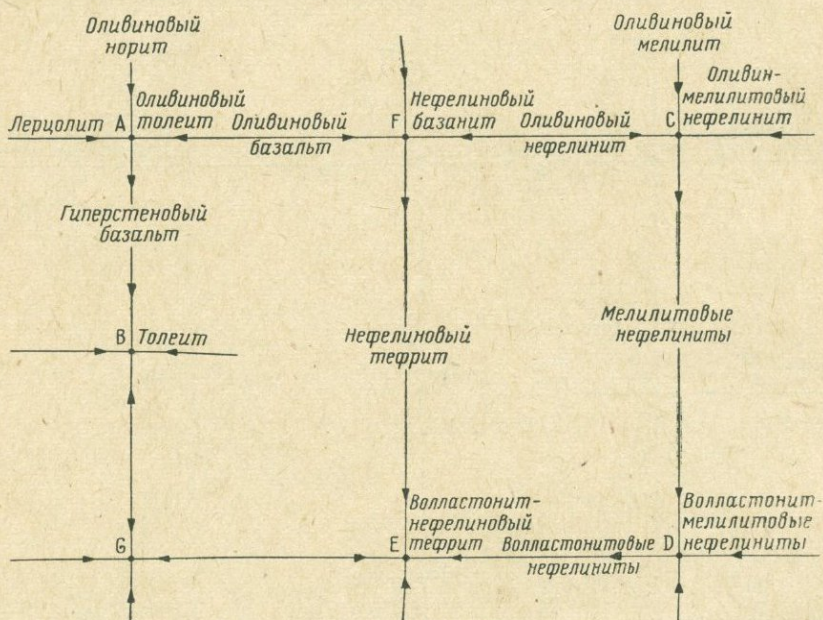 Оливиновый
норит
Оливиновый
мелилит
Лерцолит
A
Оливиновый
толеит
Оливиновый
базальт
F
Нефелиновый
базанит
Оливиновый
нефелинит
C
Оливин-
мелилитовый
нефелинит
Гиперстеновый
базальт
B
Толеит
Нефелиновый
тефрит
Мелилитовые
нефелиниты
G
E
Волластонит-
нефелиновый
тефрит
Волластонитовые
нефелиниты
D
Волластонит-
мелилитовые
нефелиниты